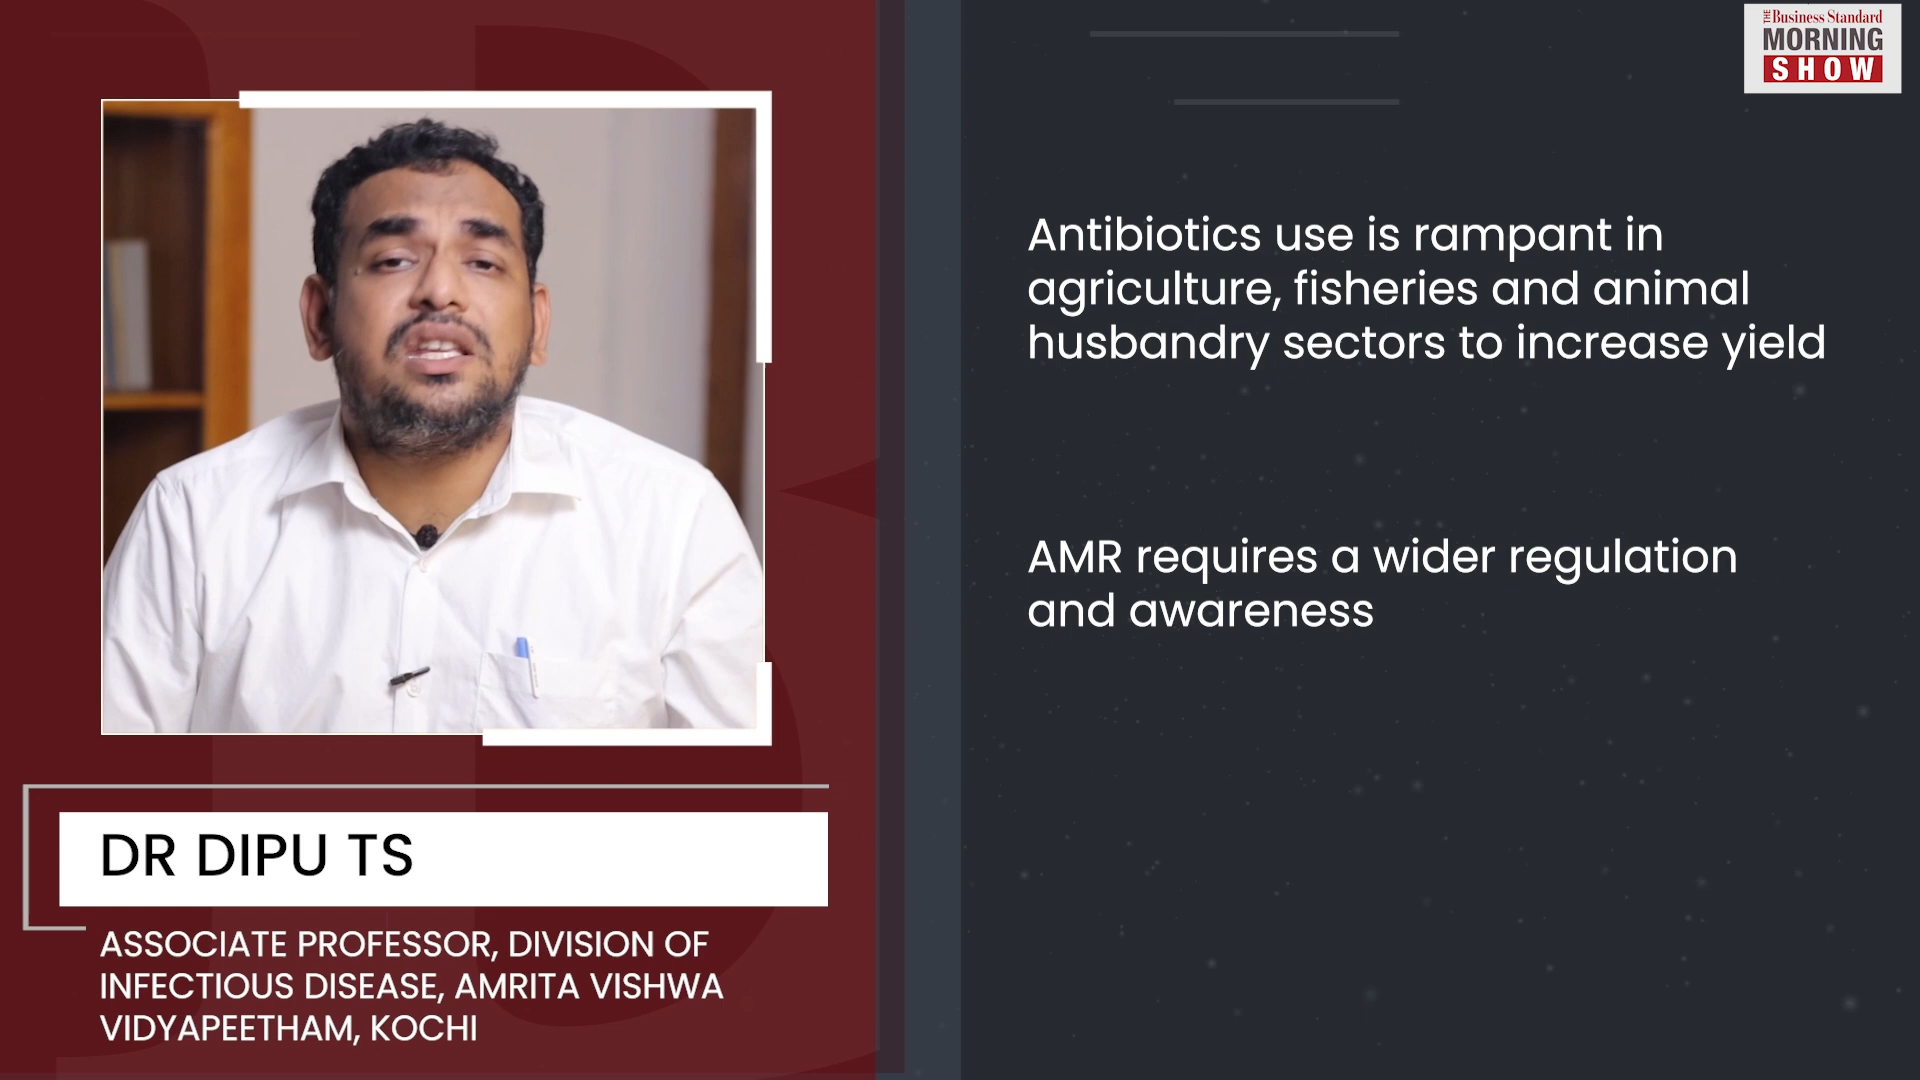 THE Business Standard
MORNING
SHOW
Antibiotics use is rampant in
agriculture, fisheries and animal
husbandry sectors to increase yield
AMR requires a wider regulation
and awareness
DR DIPU TS
ASSOCIATE PROFESSOR, DIVISION OF
INFECTIOUS DISEASE, AMRITA VISHWA
VIDYAPEETHAM, KOCHI